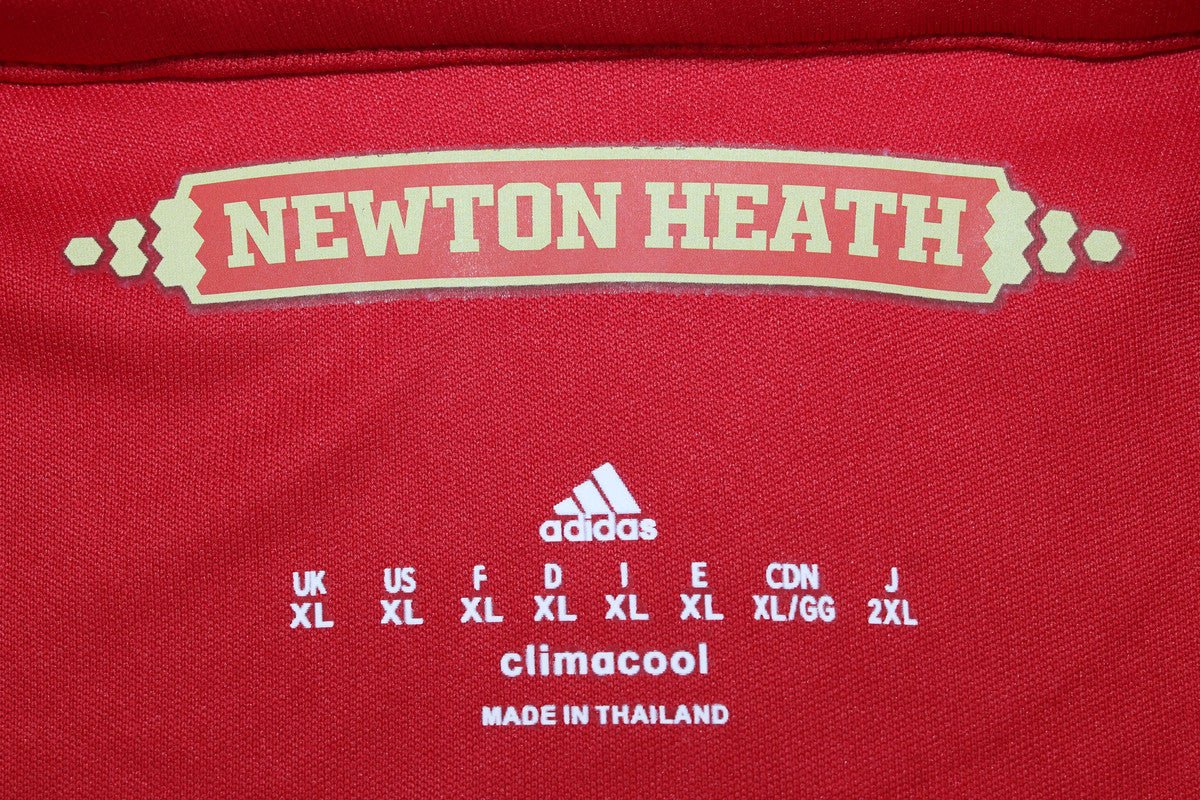 NEWTON HEATH
adidas
UK US F D I E CDN J
XL XL XL XL XL XL XL/GG 2XL
climacool
MADE IN THAILAND